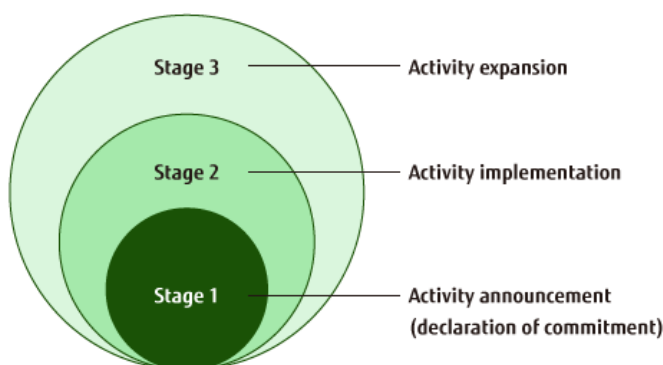 Stage 3 Activity expansion
Stage 2 Activity implementation
Stage 1 Activity announcement
(declaration of commitment)